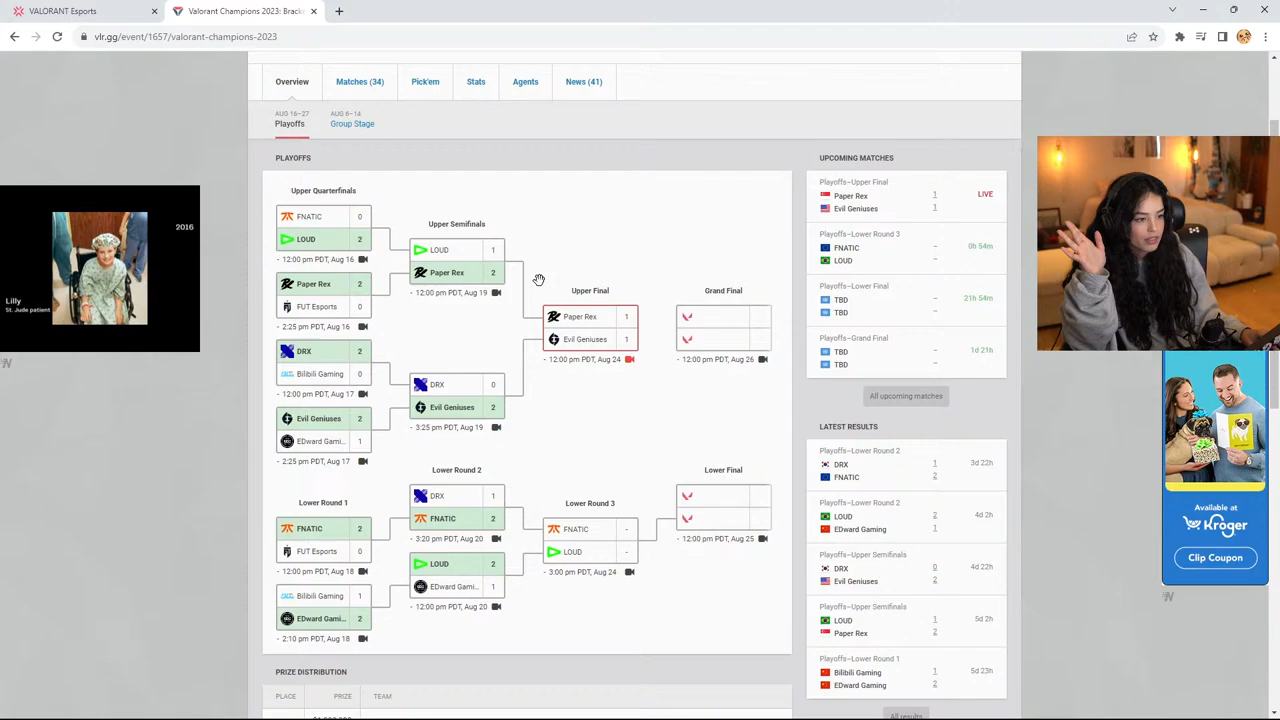 VALORANT Esports
Valorant Champions 2023: Bracke
vlr.gg/event/1657/valorant-champions-2023
Overview
Matches (34)
Pick'em
Stats
Agents
News (41)
AUG 16–27
Playoffs
AUG 6–14
Group Stage
PLAYOFFS
Upper Quarterfinals
FNATIC 0
LOUD 2
12:00 pm PDT, Aug 16
Paper Rex 2
FUT Esports 0
2:25 pm PDT, Aug 16
DRX 2
Bilibili Gaming 0
12:00 pm PDT, Aug 17
Evil Geniuses 2
EDward Gami... 1
2:25 pm PDT, Aug 17
Upper Semifinals
LOUD 1
Paper Rex 2
12:00 pm PDT, Aug 19
DRX 0
Evil Geniuses 2
3:25 pm PDT, Aug 19
Upper Final
Paper Rex 1
Evil Geniuses 1
12:00 pm PDT, Aug 24
Grand Final
12:00 pm PDT, Aug 26
Lower Round 1
FNATIC 2
FUT Esports 0
12:00 pm PDT, Aug 18
Bilibili Gaming 1
EDward Gami... 2
2:10 pm PDT, Aug 18
Lower Round 2
DRX 1
FNATIC 2
3:20 pm PDT, Aug 20
LOUD 2
EDward Gami... 1
12:00 pm PDT, Aug 20
Lower Round 3
FNATIC -
LOUD -
3:00 pm PDT, Aug 24
Lower Final
12:00 pm PDT, Aug 25
PRIZE DISTRIBUTION
PLACE PRIZE TEAM
UPCOMING MATCHES
Playoffs–Upper Final
Paper Rex 1 LIVE
Evil Geniuses 1
Playoffs–Lower Round 3
FNATIC – 0h 54m
LOUD –
Playoffs–Lower Final
TBD – 21h 54m
TBD –
Playoffs–Grand Final
TBD – 1d 21h
TBD –
All upcoming matches
LATEST RESULTS
Playoffs–Lower Round 2
DRX 1 3d 22h
FNATIC 2
Playoffs–Lower Round 2
LOUD 2 4d 2h
EDward Gaming 1
Playoffs–Upper Semifinals
DRX 0 4d 22h
Evil Geniuses 2
Playoffs–Upper Semifinals
LOUD 1 5d 2h
Paper Rex 2
Playoffs–Lower Round 1
Bilibili Gaming 1 5d 23h
EDward Gaming 2
All results
2016
Lilly
St. Jude patient
Available at
Kroger
Clip Coupon